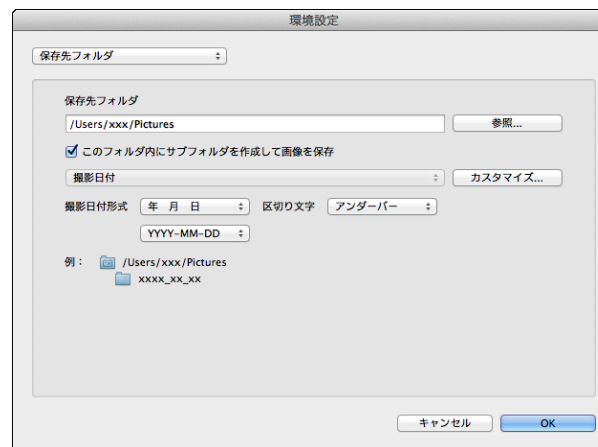 環境設定
保存先フォルダ
保存先フォルダ
/Users/xxx/Pictures 参照...
このフォルダ内にサブフォルダを作成して画像を保存
撮影日付 カスタマイズ...
撮影日付形式 年 月 日 区切り文字 アンダーバー
YYYY-MM-DD
例： /Users/xxx/Pictures
xxxx_xx_xx
キャンセル OK